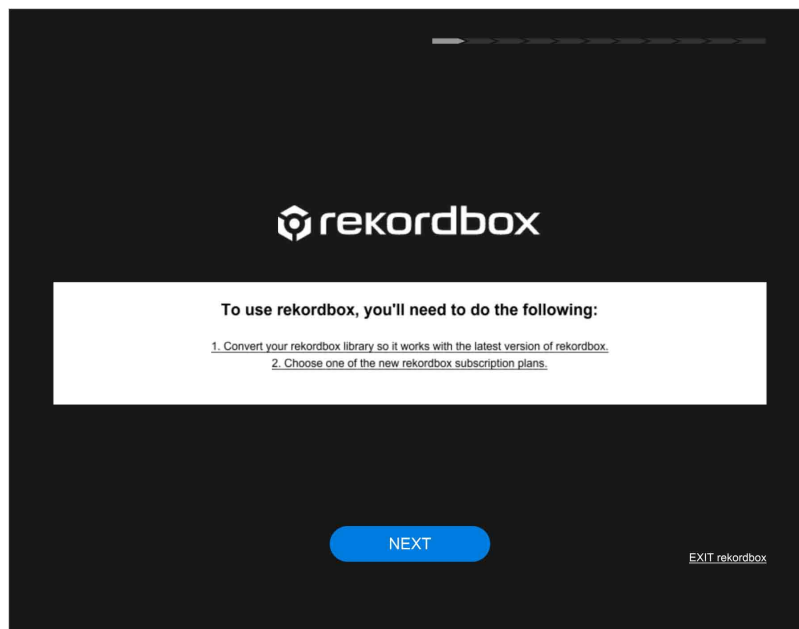 rekordbox
To use rekordbox, you'll need to do the following:
1. Convert your rekordbox library so it works with the latest version of rekordbox.
2. Choose one of the new rekordbox subscription plans.
NEXT
EXIT rekordbox